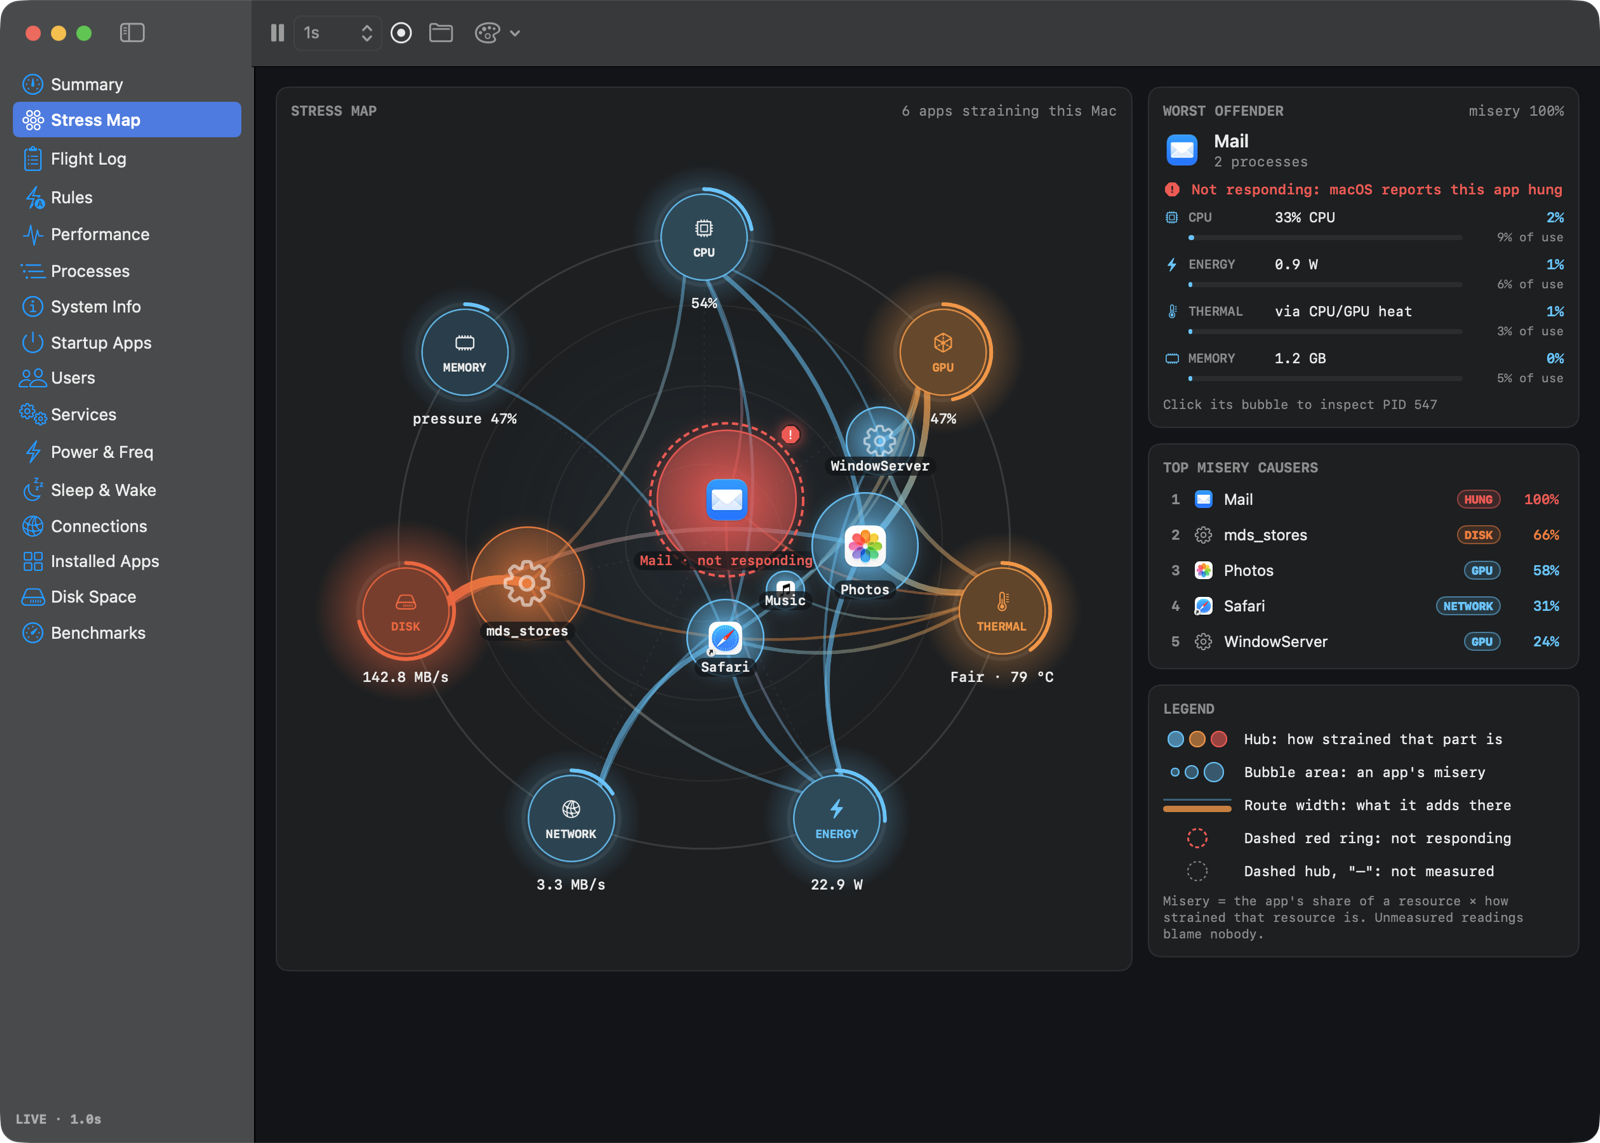 1s
Summary
Stress Map
Flight Log
Rules
Performance
Processes
System Info
Startup Apps
Users
Services
Power & Freq
Sleep & Wake
Connections
Installed Apps
Disk Space
Benchmarks
LIVE · 1.0s
STRESS MAP
6 apps straining this Mac
CPU
54%
MEMORY
pressure 47%
GPU
47%
WindowServer
Mail · not responding
Photos
Music
mds_stores
Safari
DISK
142.8 MB/s
THERMAL
Fair · 79 °C
NETWORK
3.3 MB/s
ENERGY
22.9 W
WORST OFFENDER
misery 100%
Mail
2 processes
Not responding: macOS reports this app hung
CPU 33% CPU 2%
9% of use
ENERGY 0.9 W 1%
6% of use
THERMAL via CPU/GPU heat 1%
3% of use
MEMORY 1.2 GB 0%
5% of use
Click its bubble to inspect PID 547
TOP MISERY CAUSERS
1 Mail HUNG 100%
2 mds_stores DISK 66%
3 Photos GPU 58%
4 Safari NETWORK 31%
5 WindowServer GPU 24%
LEGEND
Hub: how strained that part is
Bubble area: an app's misery
Route width: what it adds there
Dashed red ring: not responding
Dashed hub, "—": not measured
Misery = the app's share of a resource × how
strained that resource is. Unmeasured readings
blame nobody.